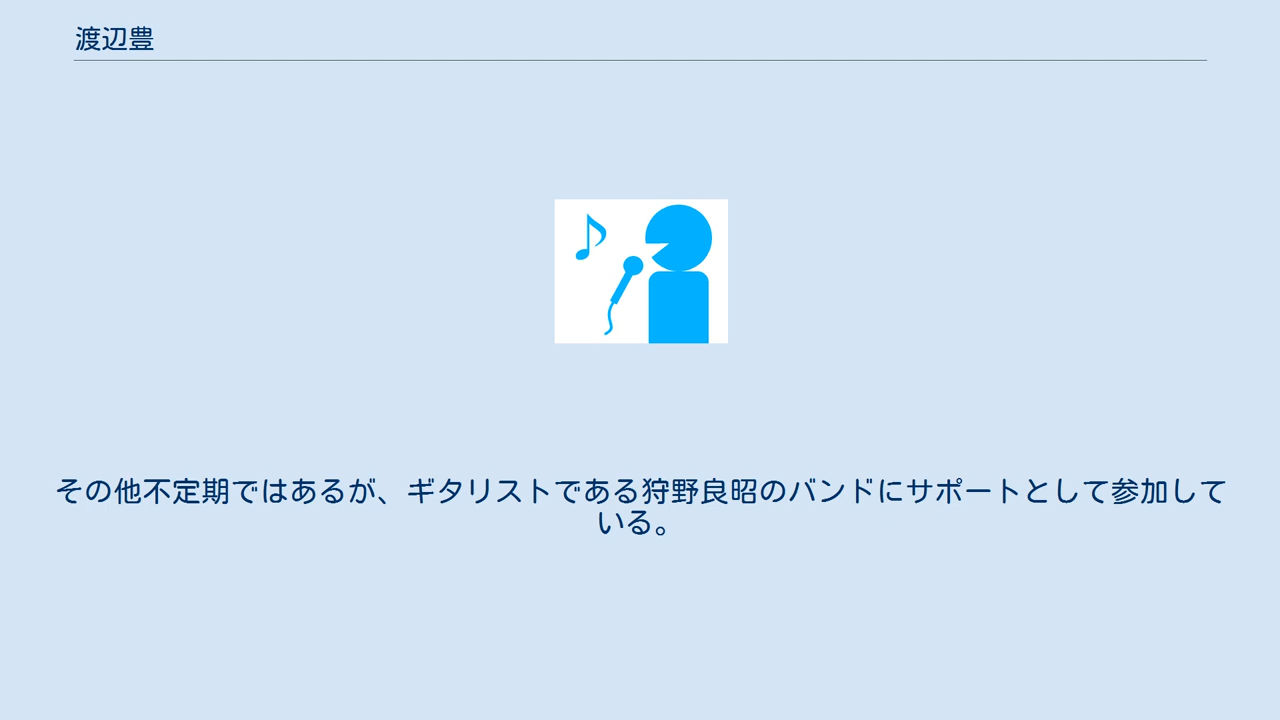 渡辺豊
その他不定期ではあるが、ギタリストである狩野良昭のバンドにサポートとして参加して
いる。